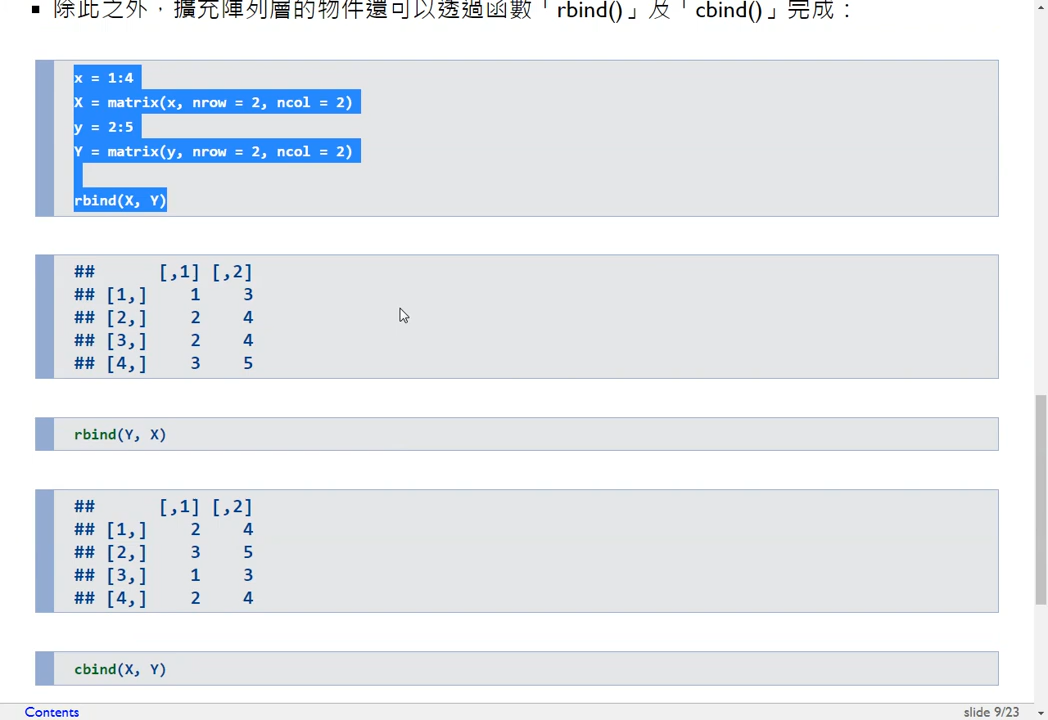 除此之外，擴充陣列層的物件還可以透過函數「rbind()」及「cbind()」完成：
x = 1:4
X = matrix(x, nrow = 2, ncol = 2)
y = 2:5
Y = matrix(y, nrow = 2, ncol = 2)
rbind(X, Y)
## [,1] [,2]
## [1,] 1 3
## [2,] 2 4
## [3,] 2 4
## [4,] 3 5
rbind(Y, X)
## [,1] [,2]
## [1,] 2 4
## [2,] 3 5
## [3,] 1 3
## [4,] 2 4
cbind(X, Y)
Contents
slide 9/23